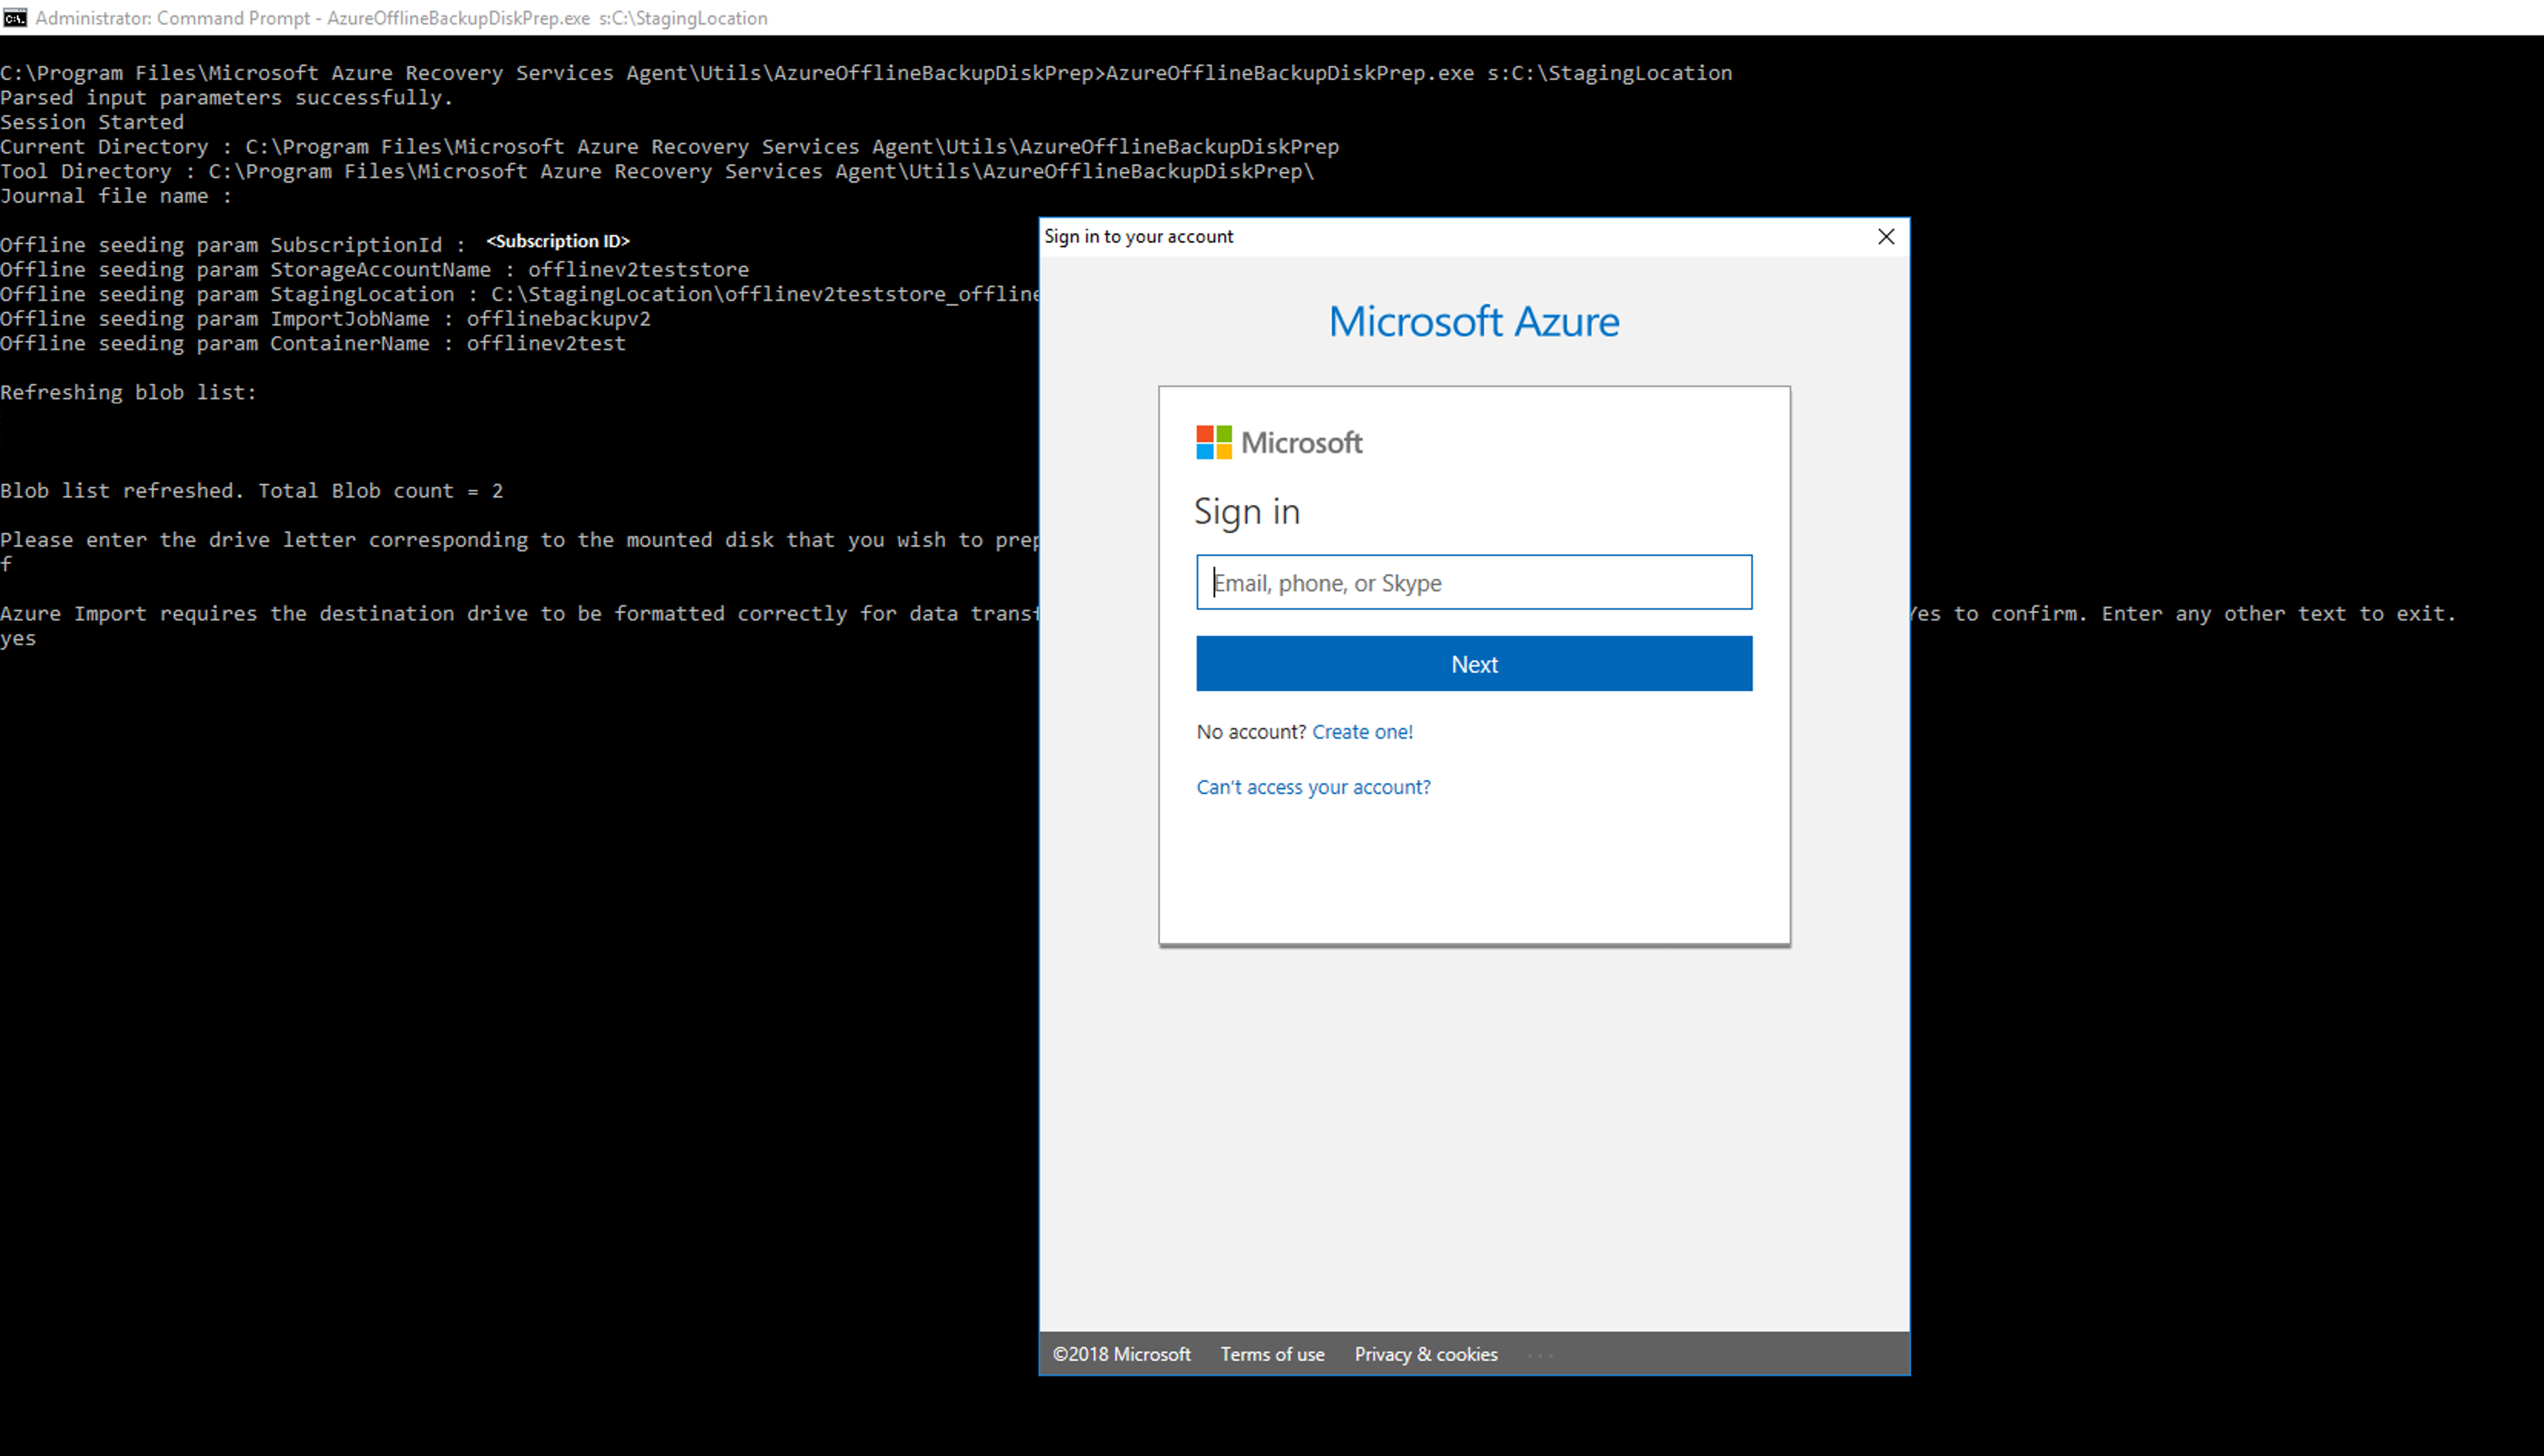 Administrator: Command Prompt - AzureOfflineBackupDiskPrep.exe s:C:\StagingLocation
C:\Program Files\Microsoft Azure Recovery Services Agent\Utils\AzureOfflineBackupDiskPrep>AzureOfflineBackupDiskPrep.exe s:C:\StagingLocation
Parsed input parameters successfully.
Session Started
Current Directory : C:\Program Files\Microsoft Azure Recovery Services Agent\Utils\AzureOfflineBackupDiskPrep
Tool Directory : C:\Program Files\Microsoft Azure Recovery Services Agent\Utils\AzureOfflineBackupDiskPrep\
Journal file name :
Offline seeding param SubscriptionId : <Subscription ID>
Offline seeding param StorageAccountName : offlinev2teststore
Offline seeding param StagingLocation : C:\StagingLocation\offlinev2teststore_offline
Offline seeding param ImportJobName : offlinebackupv2
Offline seeding param ContainerName : offlinev2test
Refreshing blob list:
Blob list refreshed. Total Blob count = 2
Please enter the drive letter corresponding to the mounted disk that you wish to prep
f
Azure Import requires the destination drive to be formatted correctly for data transf Yes to confirm. Enter any other text to exit.
yes
Sign in to your account
Microsoft Azure
Microsoft
Sign in
Email, phone, or Skype
Next
No account? Create one!
Can't access your account?
©2018 Microsoft Terms of use Privacy & cookies ...